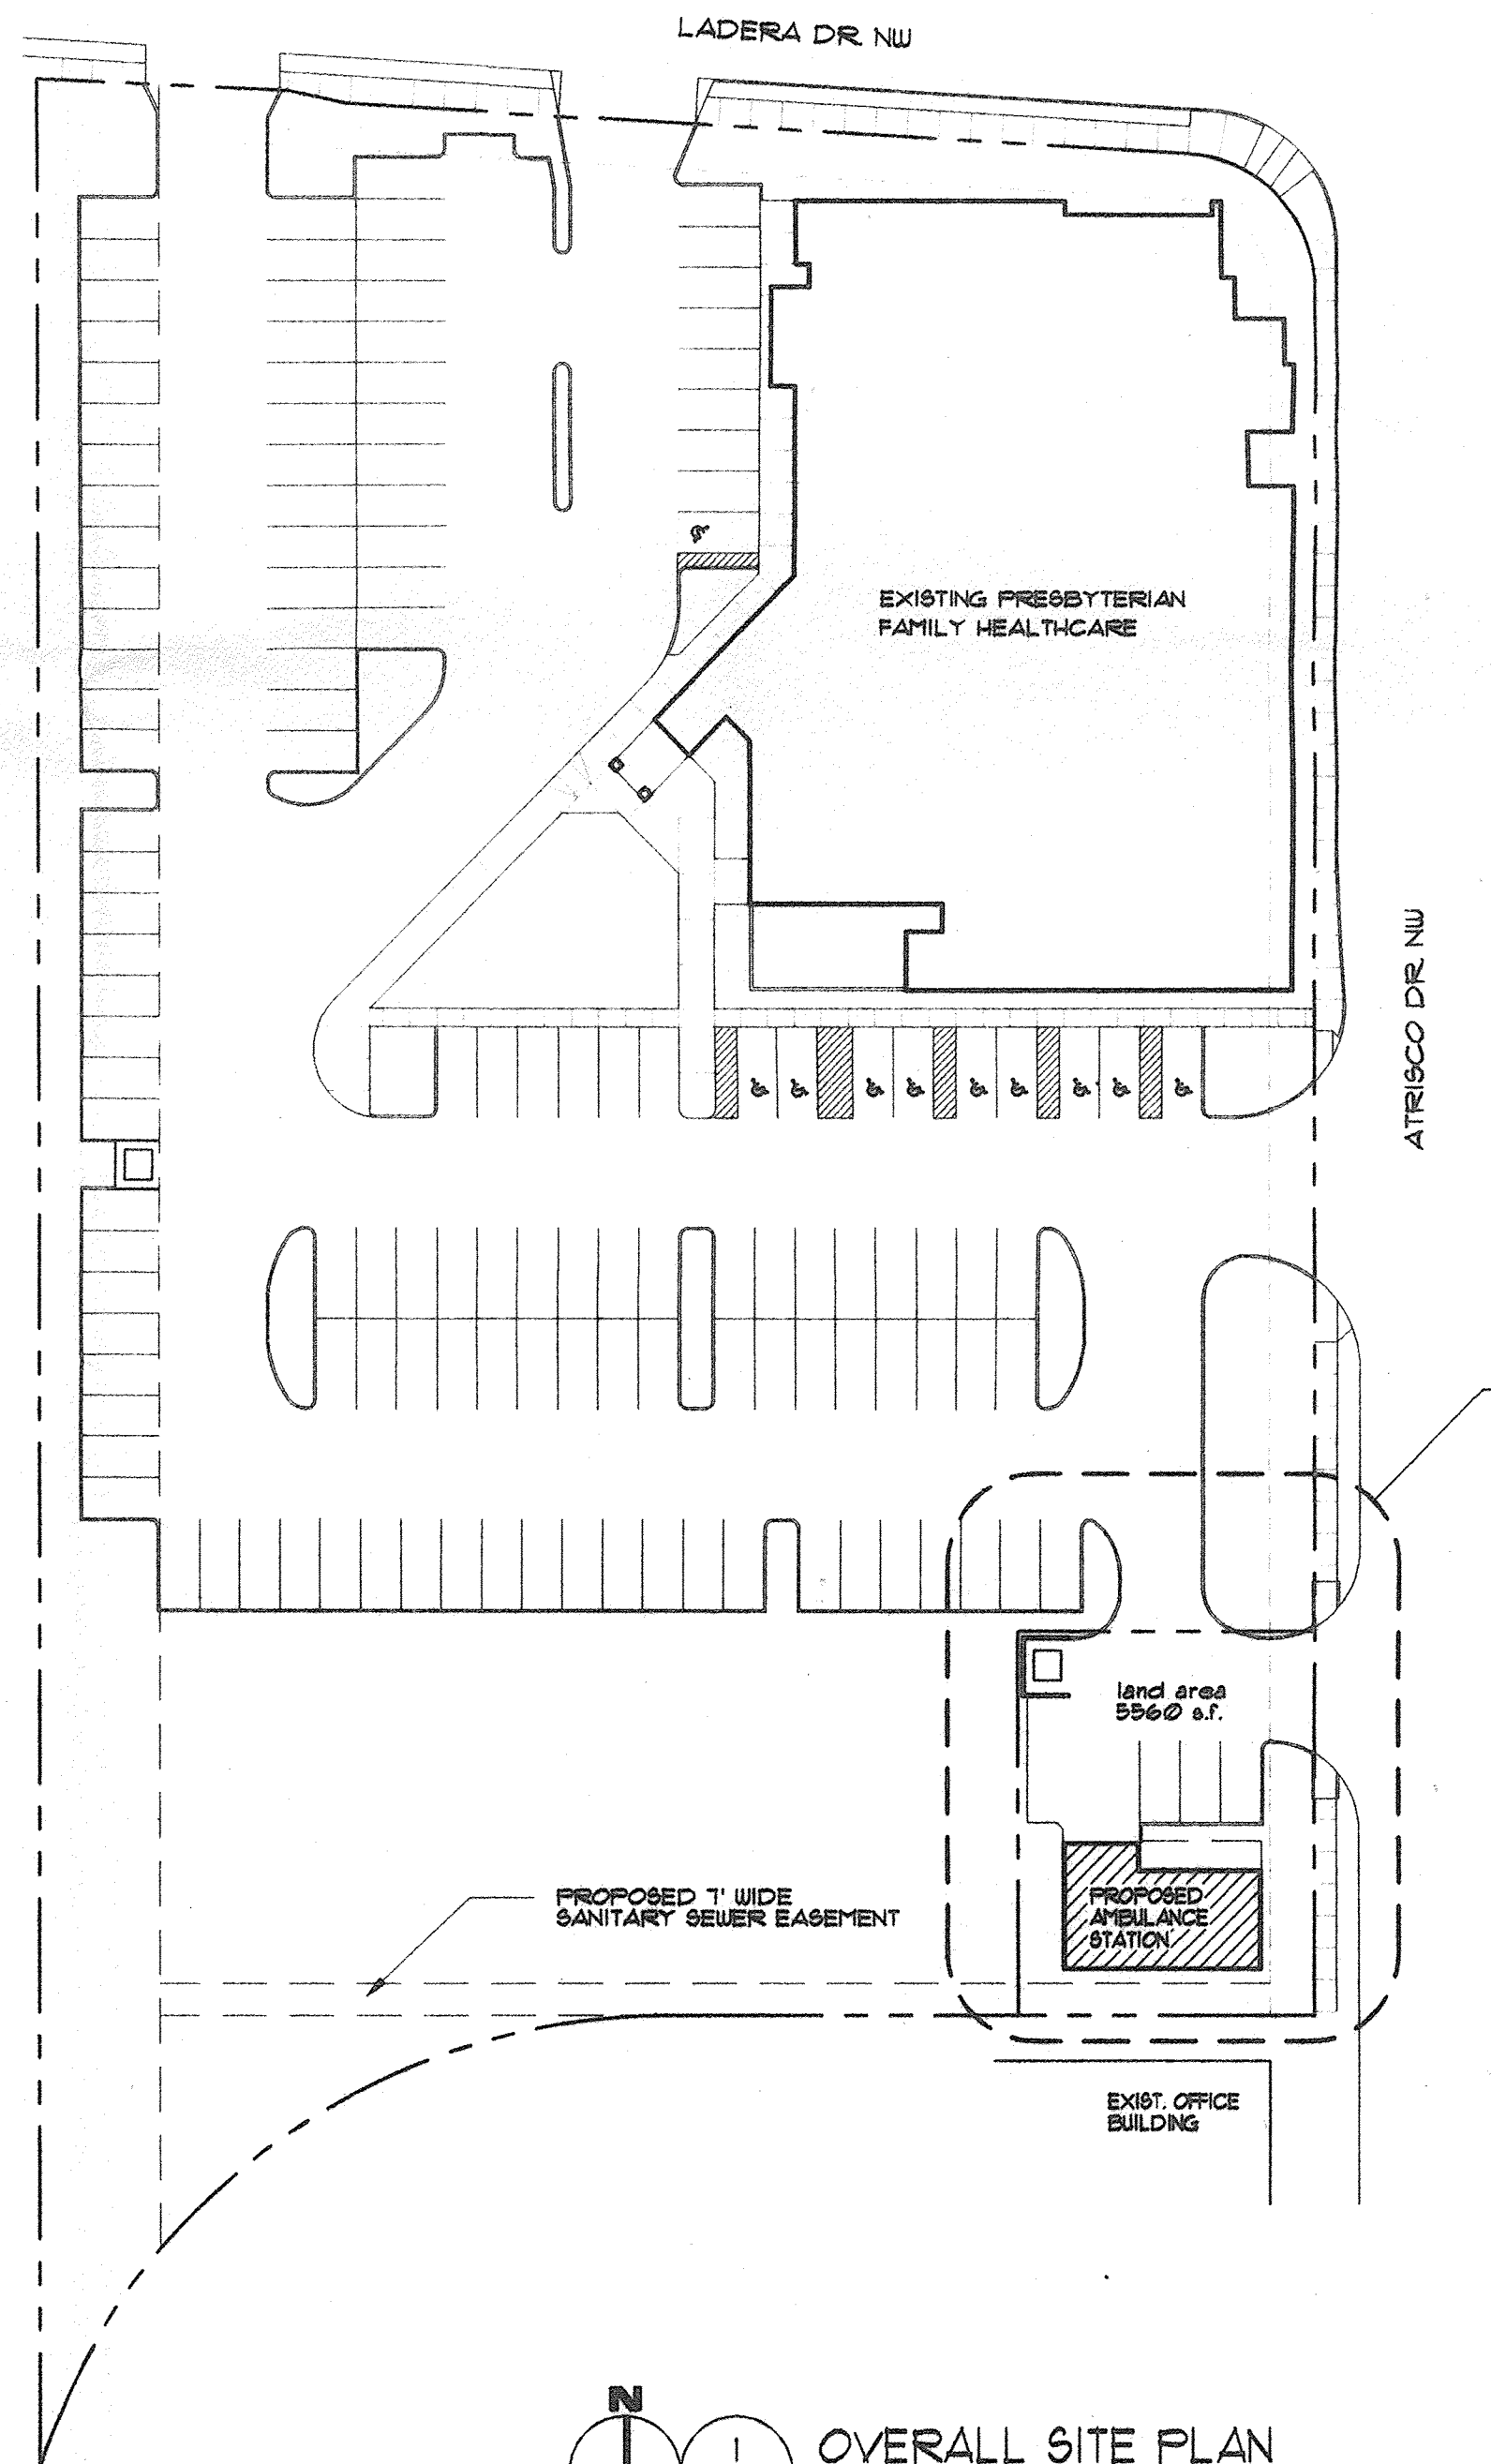 LADERA DR. NW
EXISTING PRESBYTERIAN
FAMILY HEALTHCARE
ATRISCO DR. NW
land area
5560 s.f.
PROPOSED 7' WIDE
SANITARY SEWER EASEMENT
PROPOSED
AMBULANCE
STATION
EXIST. OFFICE
BUILDING
N
1
OVERALL SITE PLAN